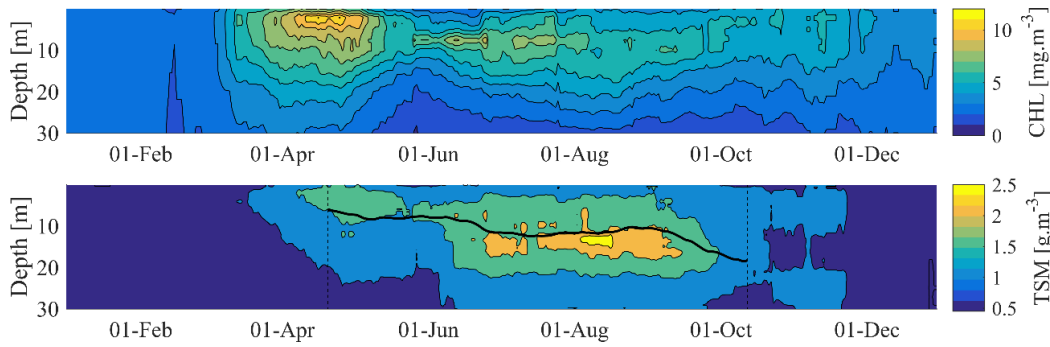 Depth [m]
10
20
30
01-Feb
01-Apr
01-Jun
01-Aug
01-Oct
01-Dec
10
5
0
CHL [mg.m-3]
Depth [m]
10
20
30
01-Feb
01-Apr
01-Jun
01-Aug
01-Oct
01-Dec
2.5
2
1.5
1
0.5
TSM [g.m-3]